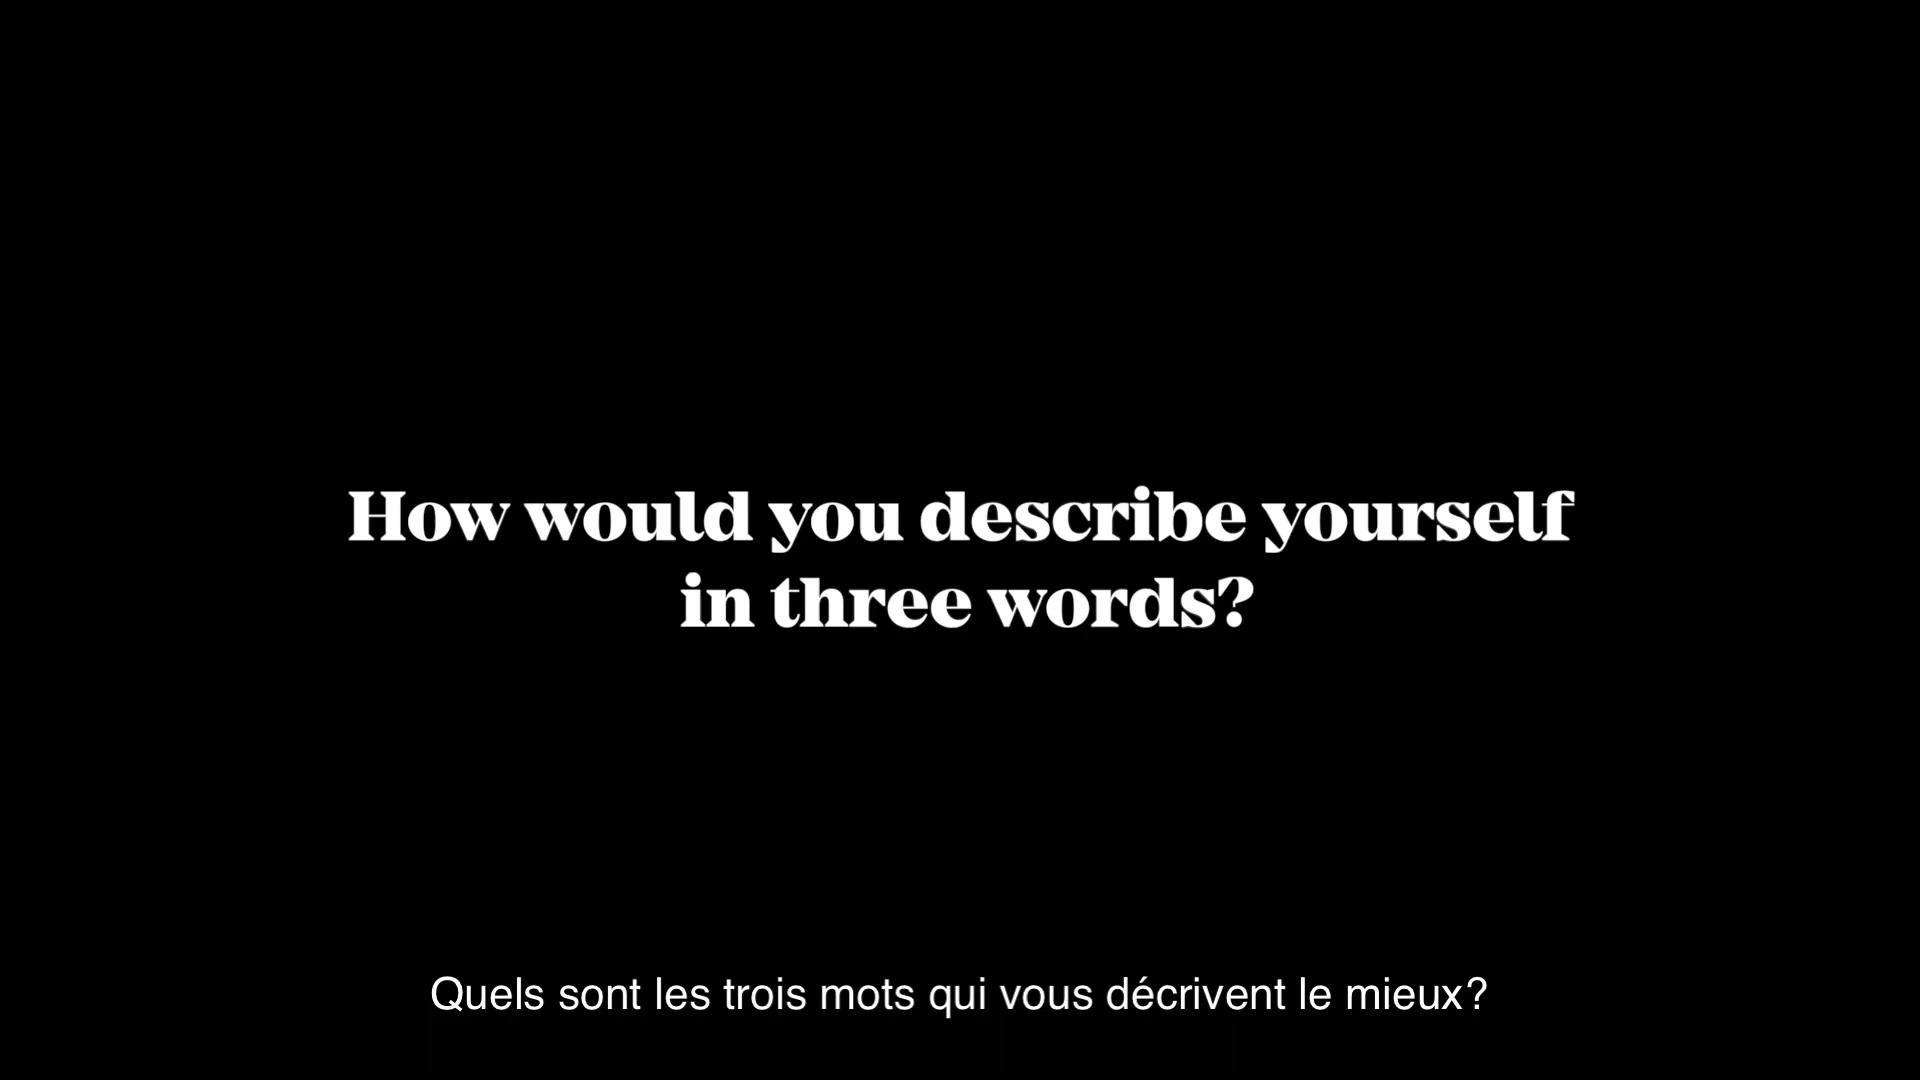 How would you describe yourself
in three words?
Quels sont les trois mots qui vous décrivent le mieux?